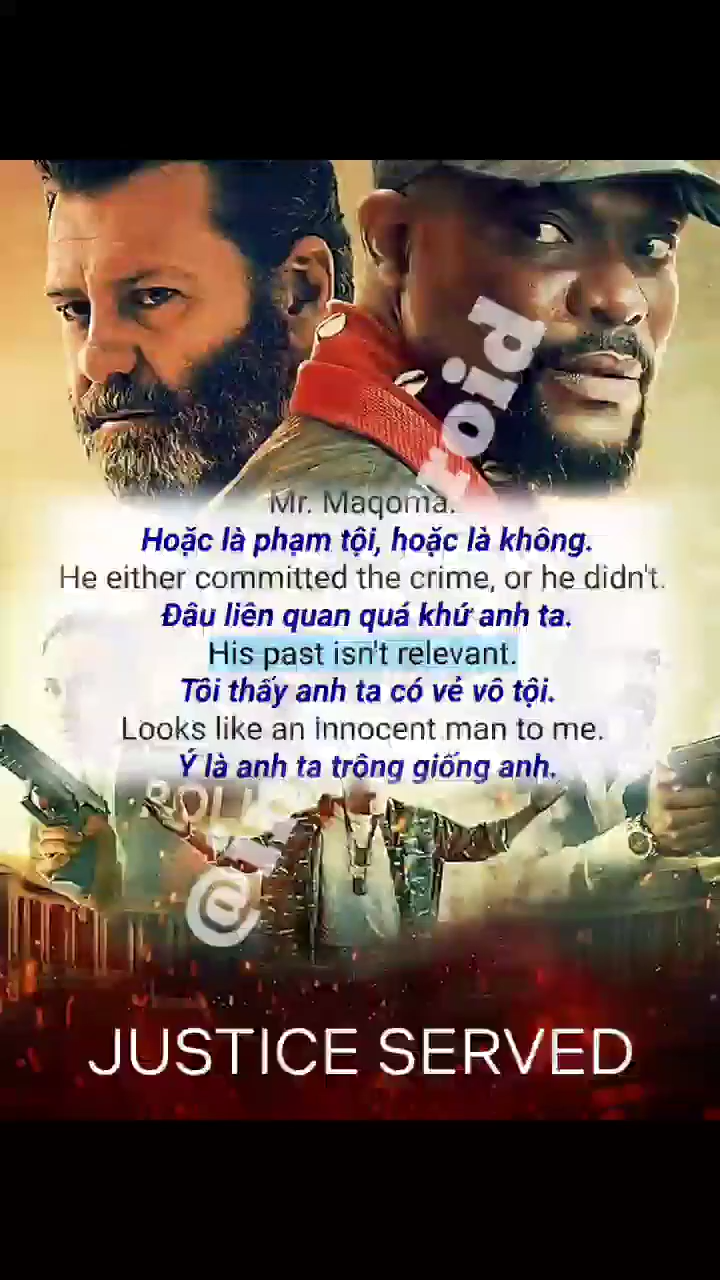 Mr. Maqoma.
Hoặc là phạm tội, hoặc là không.
He either committed the crime, or he didn't.
Đâu liên quan quá khứ anh ta.
His past isn't relevant.
Tôi thấy anh ta có vẻ vô tội.
Looks like an innocent man to me.
Ý là anh ta trông giống anh.
JUSTICE SERVED